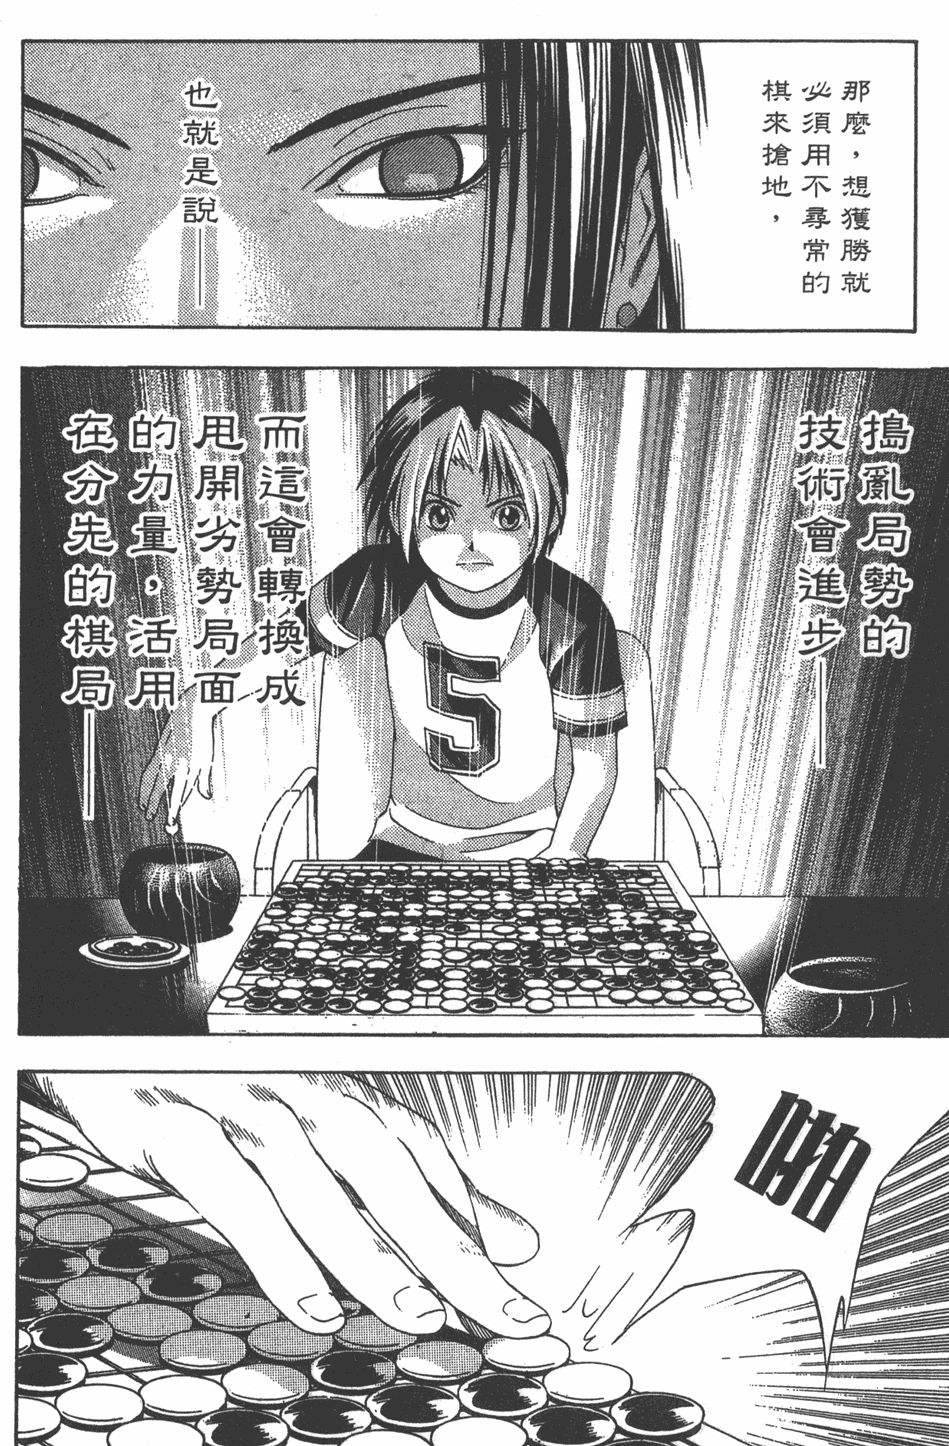 那麼，想獲勝就
必須用不尋常的
棋來搶地，
也就是說——
搗亂局勢的
技術會進步——
而這會轉換成
甩開劣勢局面
的力量，活用
在分先的棋局——
啪
5